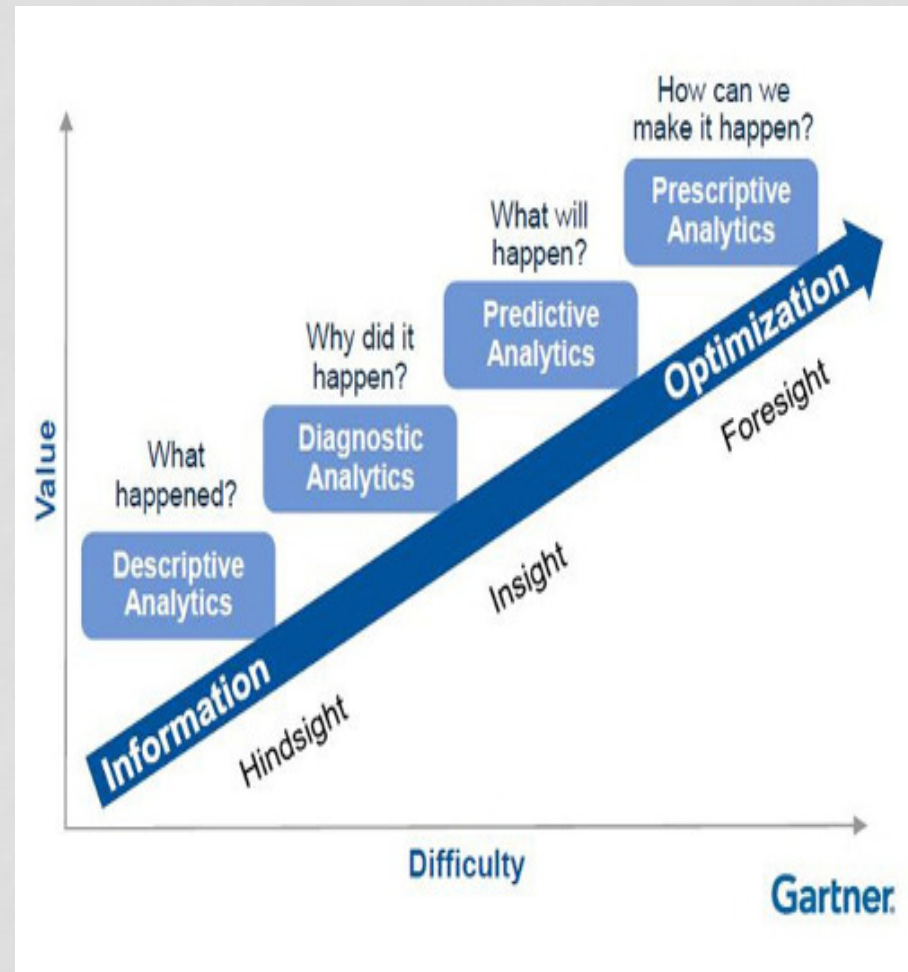 How can we
make it happen?
Prescriptive
Analytics
What will
happen?
Predictive
Analytics
Why did it
happen?
Diagnostic
Analytics
What
happened?
Descriptive
Analytics
Value
Information
Optimization
Hindsight
Insight
Foresight
Difficulty
Gartner.